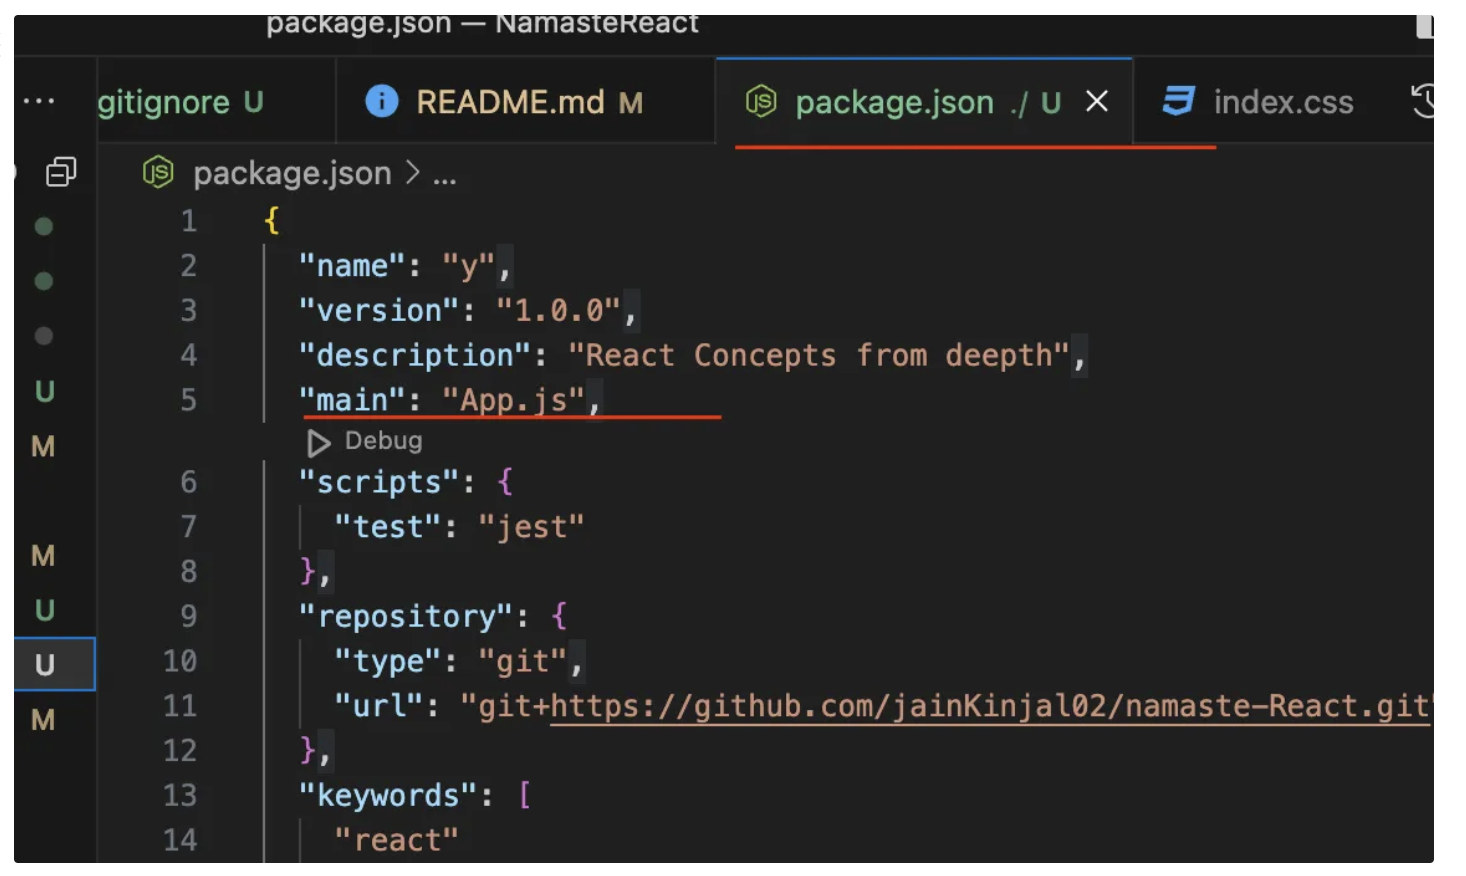 package.json — NamasteReact
gitignore U
README.md M
package.json ./ U
index.css
package.json > ...
1 {
2 "name": "y",
3 "version": "1.0.0",
4 "description": "React Concepts from deepth",
5 "main": "App.js",
Debug
6 "scripts": {
7 "test": "jest"
8 },
9 "repository": {
10 "type": "git",
11 "url": "git+https://github.com/jainKinjal02/namaste-React.git"
12 },
13 "keywords": [
14 "react"
U
M
M
U
U
M